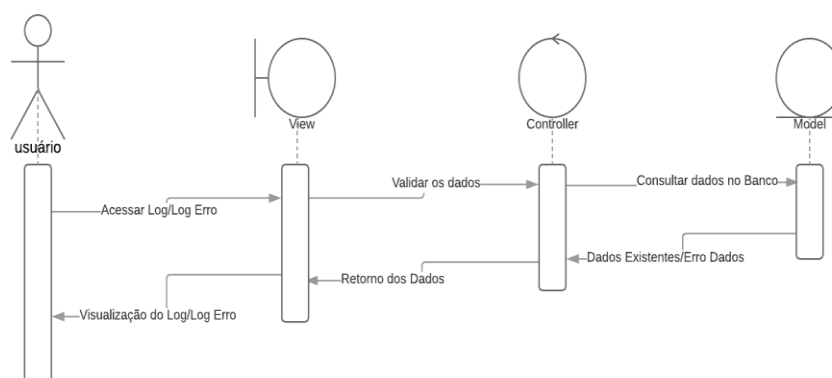 View
Controller
Model
usuário
Validar os dados
Consultar dados no Banco
Acessar Log/Log Erro
Dados Existentes/Erro Dados
Retorno dos Dados
Visualização do Log/Log Erro